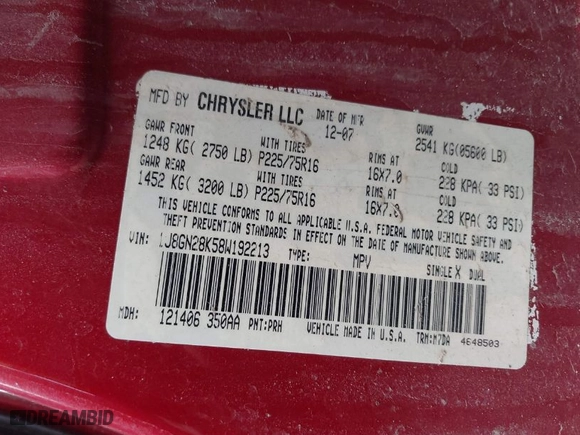 MFD BY CHRYSLER LLC DATE OF MFR 12-07 GVWR 2541 KG(05600 LB)
GAWR FRONT WITH TIRES RIMS AT COLD
1248 KG( 2750 LB) P225/75R16 16X7.0 228 KPA( 33 PSI)
GAWR REAR WITH TIRES RIMS AT COLD
1452 KG( 3200 LB) P225/75R16 16X7.0 228 KPA( 33 PSI)
THIS VEHICLE CONFORMS TO ALL APPLICABLE U.S.A. FEDERAL MOTOR VEHICLE SAFETY AND
THEFT PREVENTION STANDARDS IN EFFECT ON THE DATE OF MANUFACTURE SHOWN ABOVE.
VIN: 1J8GN28K58W192213 TYPE: MPV SINGLE X DUAL
MDH: 121406 350AA PNT:PRH VEHICLE MADE IN U.S.A. TRM:M7DA 4648503
DREAMBID